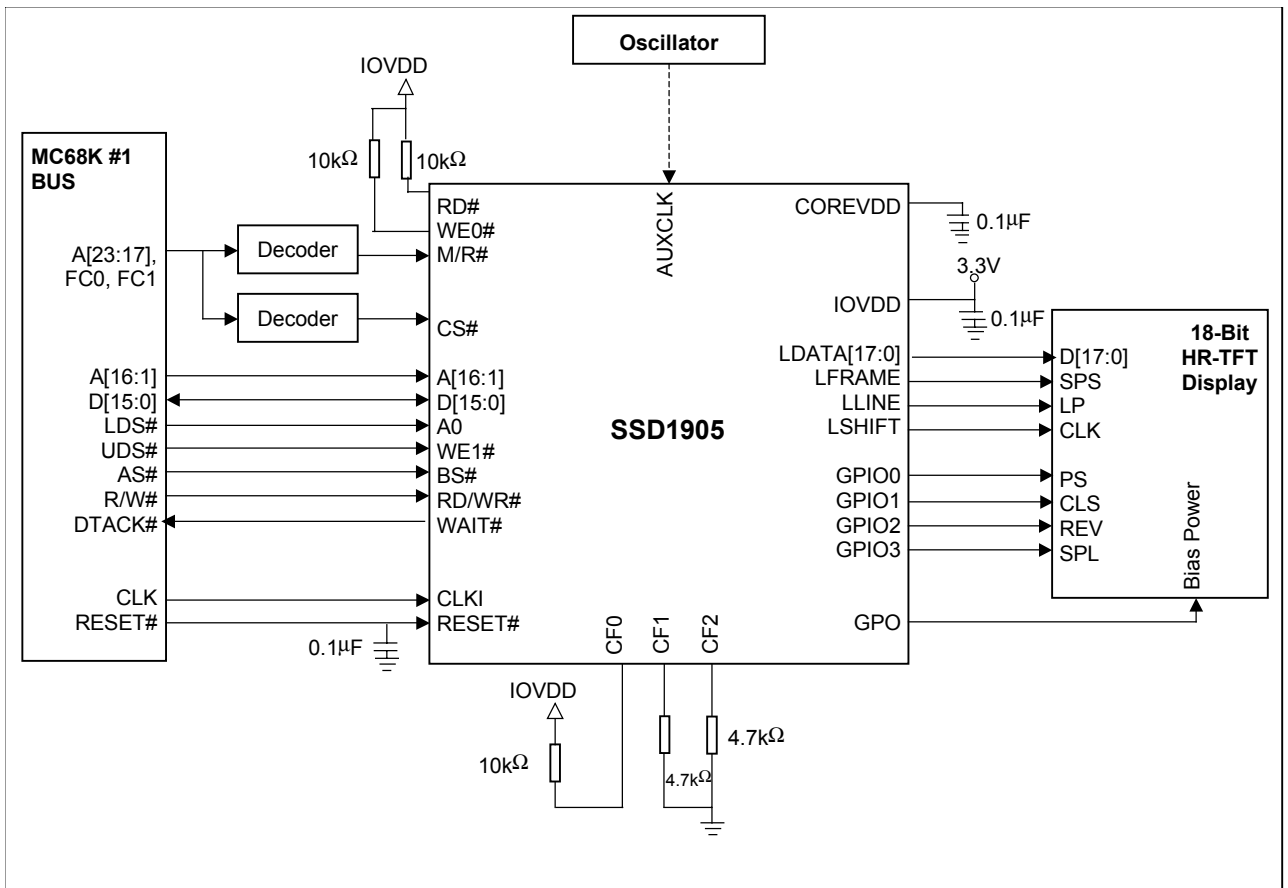 Oscillator
IOVDD
MC68K #1
BUS
10kΩ
10kΩ
A[23:17],
FC0, FC1
Decoder
Decoder
A[16:1]
D[15:0]
LDS#
UDS#
AS#
R/W#
DTACK#
CLK
RESET#
0.1µF
RD#
WE0#
M/R#
CS#
A[16:1]
D[15:0]
A0
WE1#
BS#
RD/WR#
WAIT#
CLKI
RESET#
AUXCLK
SSD1905
COREVDD
IOVDD
LDATA[17:0]
LFRAME
LLINE
LSHIFT
GPIO0
GPIO1
GPIO2
GPIO3
GPO
CF0
CF1
CF2
0.1µF
3.3V
0.1µF
18-Bit
HR-TFT
Display
D[17:0]
SPS
LP
CLK
PS
CLS
REV
SPL
Bias Power
IOVDD
10kΩ
4.7kΩ
4.7kΩ